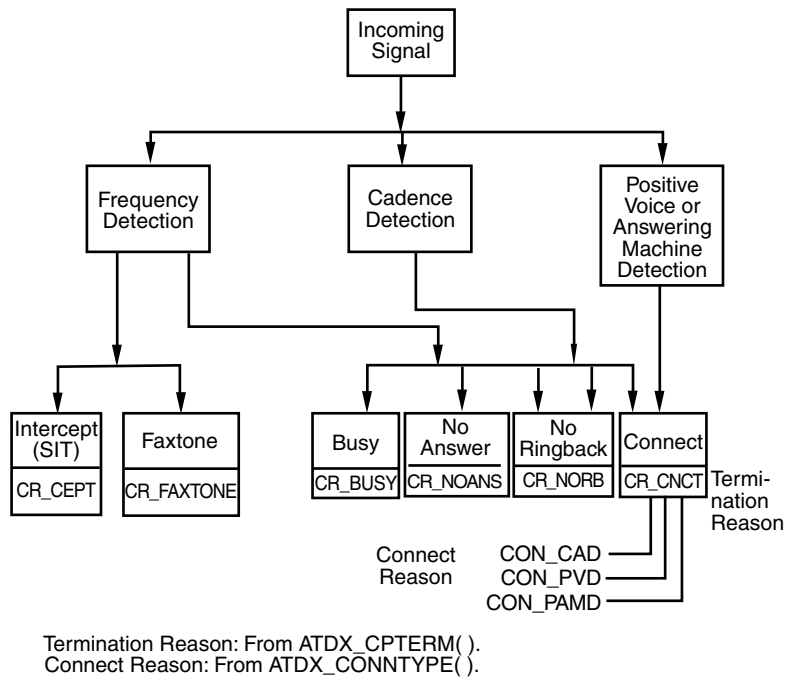 Incoming
Signal
Frequency
Detection
Cadence
Detection
Positive
Voice or
Answering
Machine
Detection
Intercept
(SIT)
CR_CEPT
Faxtone
CR_FAXTONE
Busy
CR_BUSY
No
Answer
CR_NOANS
No
Ringback
CR_NORB
Connect
CR_CNCT
Termi-
nation
Reason
Connect
Reason
CON_CAD
CON_PVD
CON_PAMD
Termination Reason: From ATDX_CPTERM( ).
Connect Reason: From ATDX_CONNTYPE( ).